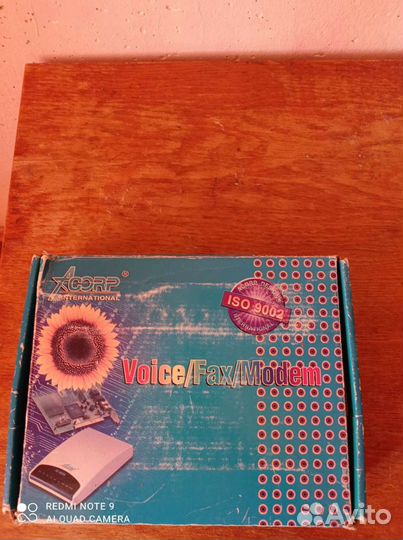 ACORP®
INTERNATIONAL
ISO 9002
Voice/Fax/Modem
REDMI NOTE 9
AI QUAD CAMERA
Avito